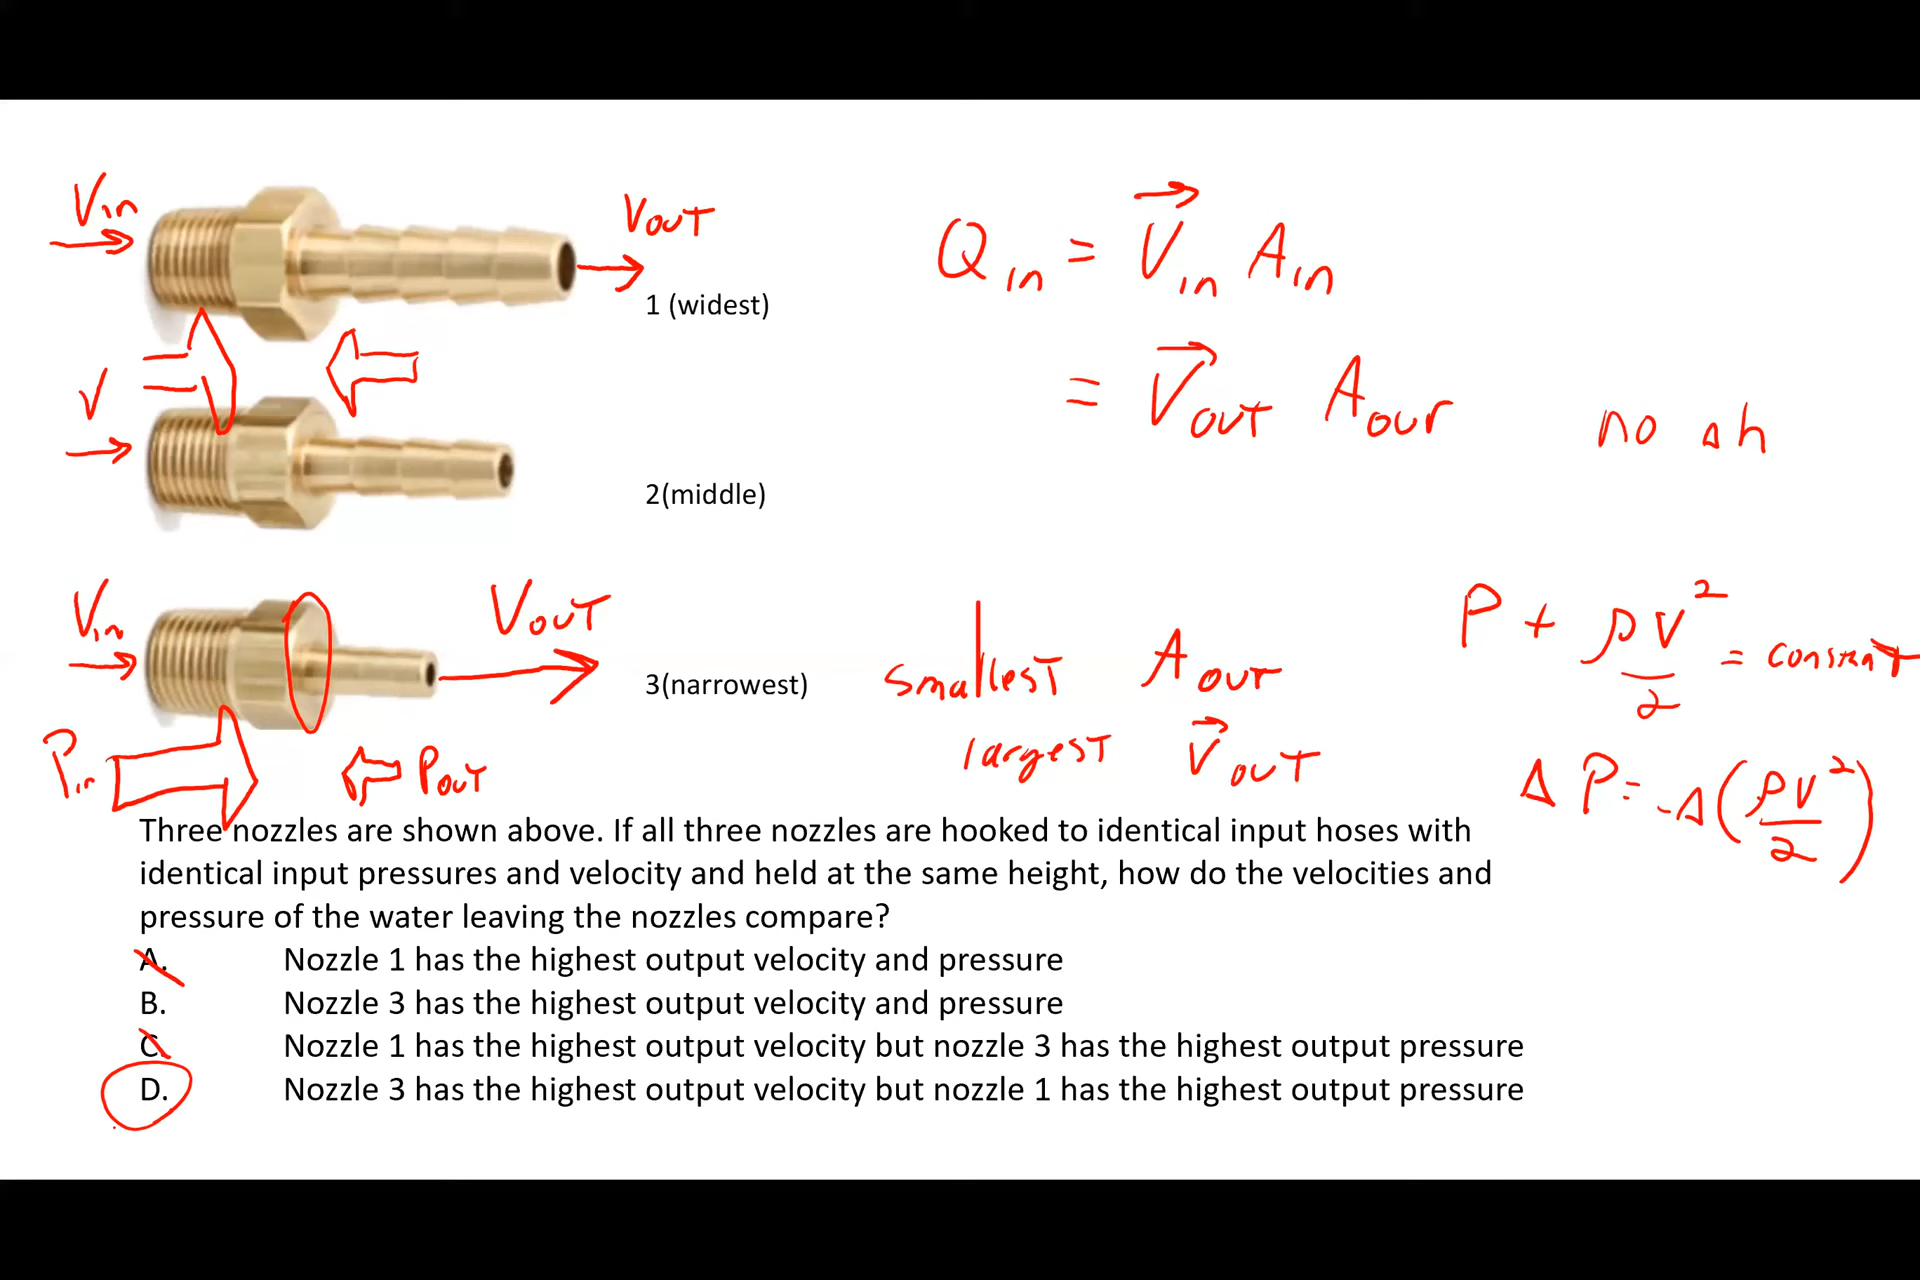 Vin
Vout
1 (widest)
Qin = Vin Ain
= Vout Aout
no Δh
V
2(middle)
Vin
Vout
3(narrowest)
smallest Aout
largest Vout
P + ρV²/2 = constant
ΔP = -Δ(ρV²/2)
Pin
Pout
Three nozzles are shown above. If all three nozzles are hooked to identical input hoses with
identical input pressures and velocity and held at the same height, how do the velocities and
pressure of the water leaving the nozzles compare?
A. Nozzle 1 has the highest output velocity and pressure
B. Nozzle 3 has the highest output velocity and pressure
C. Nozzle 1 has the highest output velocity but nozzle 3 has the highest output pressure
D. Nozzle 3 has the highest output velocity but nozzle 1 has the highest output pressure